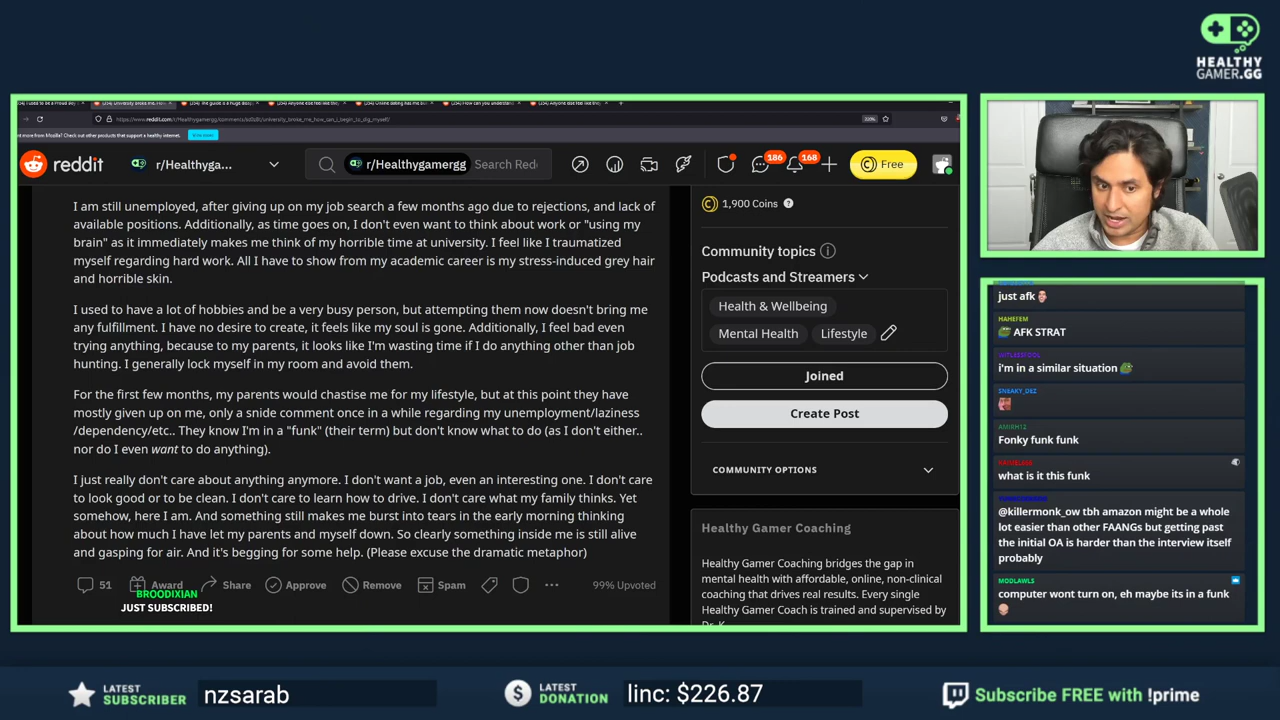 HEALTHY
GAMER.GG
https://www.reddit.com/r/Healthygamergg/comments/
university_broke_me_how_can_i_begin_to_dig_myself/
reddit
r/Healthyga...
r/Healthygamergg
Search Red
186
168
Free
I am still unemployed, after giving up on my job search a few months ago due to rejections, and lack of
available positions. Additionally, as time goes on, I don't even want to think about work or "using my
brain" as it immediately makes me think of my horrible time at university. I feel like I traumatized
myself regarding hard work. All I have to show from my academic career is my stress-induced grey hair
and horrible skin.
I used to have a lot of hobbies and be a very busy person, but attempting them now doesn't bring me
any fulfillment. I have no desire to create, it feels like my soul is gone. Additionally, I feel bad even
trying anything, because to my parents, it looks like I'm wasting time if I do anything other than job
hunting. I generally lock myself in my room and avoid them.
For the first few months, my parents would chastise me for my lifestyle, but at this point they have
mostly given up on me, only a snide comment once in a while regarding my unemployment/laziness
/dependency/etc.. They know I'm in a "funk" (their term) but don't know what to do (as I don't either..
nor do I even want to do anything).
I just really don't care about anything anymore. I don't want a job, even an interesting one. I don't care
to look good or to be clean. I don't care to learn how to drive. I don't care what my family thinks. Yet
somehow, here I am. And something still makes me burst into tears in the early morning thinking
about how much I have let my parents and myself down. So clearly something inside me is still alive
and gasping for air. And it's begging for some help. (Please excuse the dramatic metaphor)
51
Award
Share
Approve
Remove
Spam
99% Upvoted
BROODIXIAN
JUST SUBSCRIBED!
1,900 Coins
Community topics
Podcasts and Streamers
Health & Wellbeing
Mental Health
Lifestyle
Joined
Create Post
COMMUNITY OPTIONS
Healthy Gamer Coaching
Healthy Gamer Coaching bridges the gap in
mental health with affordable, online, non-clinical
coaching that drives real results. Every single
Healthy Gamer Coach is trained and supervised by
Dr. K.
just afk
HAHEFEM
AFK STRAT
i'm in a similar situation
SNEAKY_DEZ
AMIRH12
Fonky funk funk
what is it this funk
@killermonk_ow tbh amazon might be a whole
lot easier than other FAANGs but getting past
the initial OA is harder than the interview itself
probably
MODLAWLS
computer wont turn on, eh maybe its in a funk
LATEST
SUBSCRIBER
nzsarab
LATEST
DONATION
linc: $226.87
Subscribe FREE with !prime